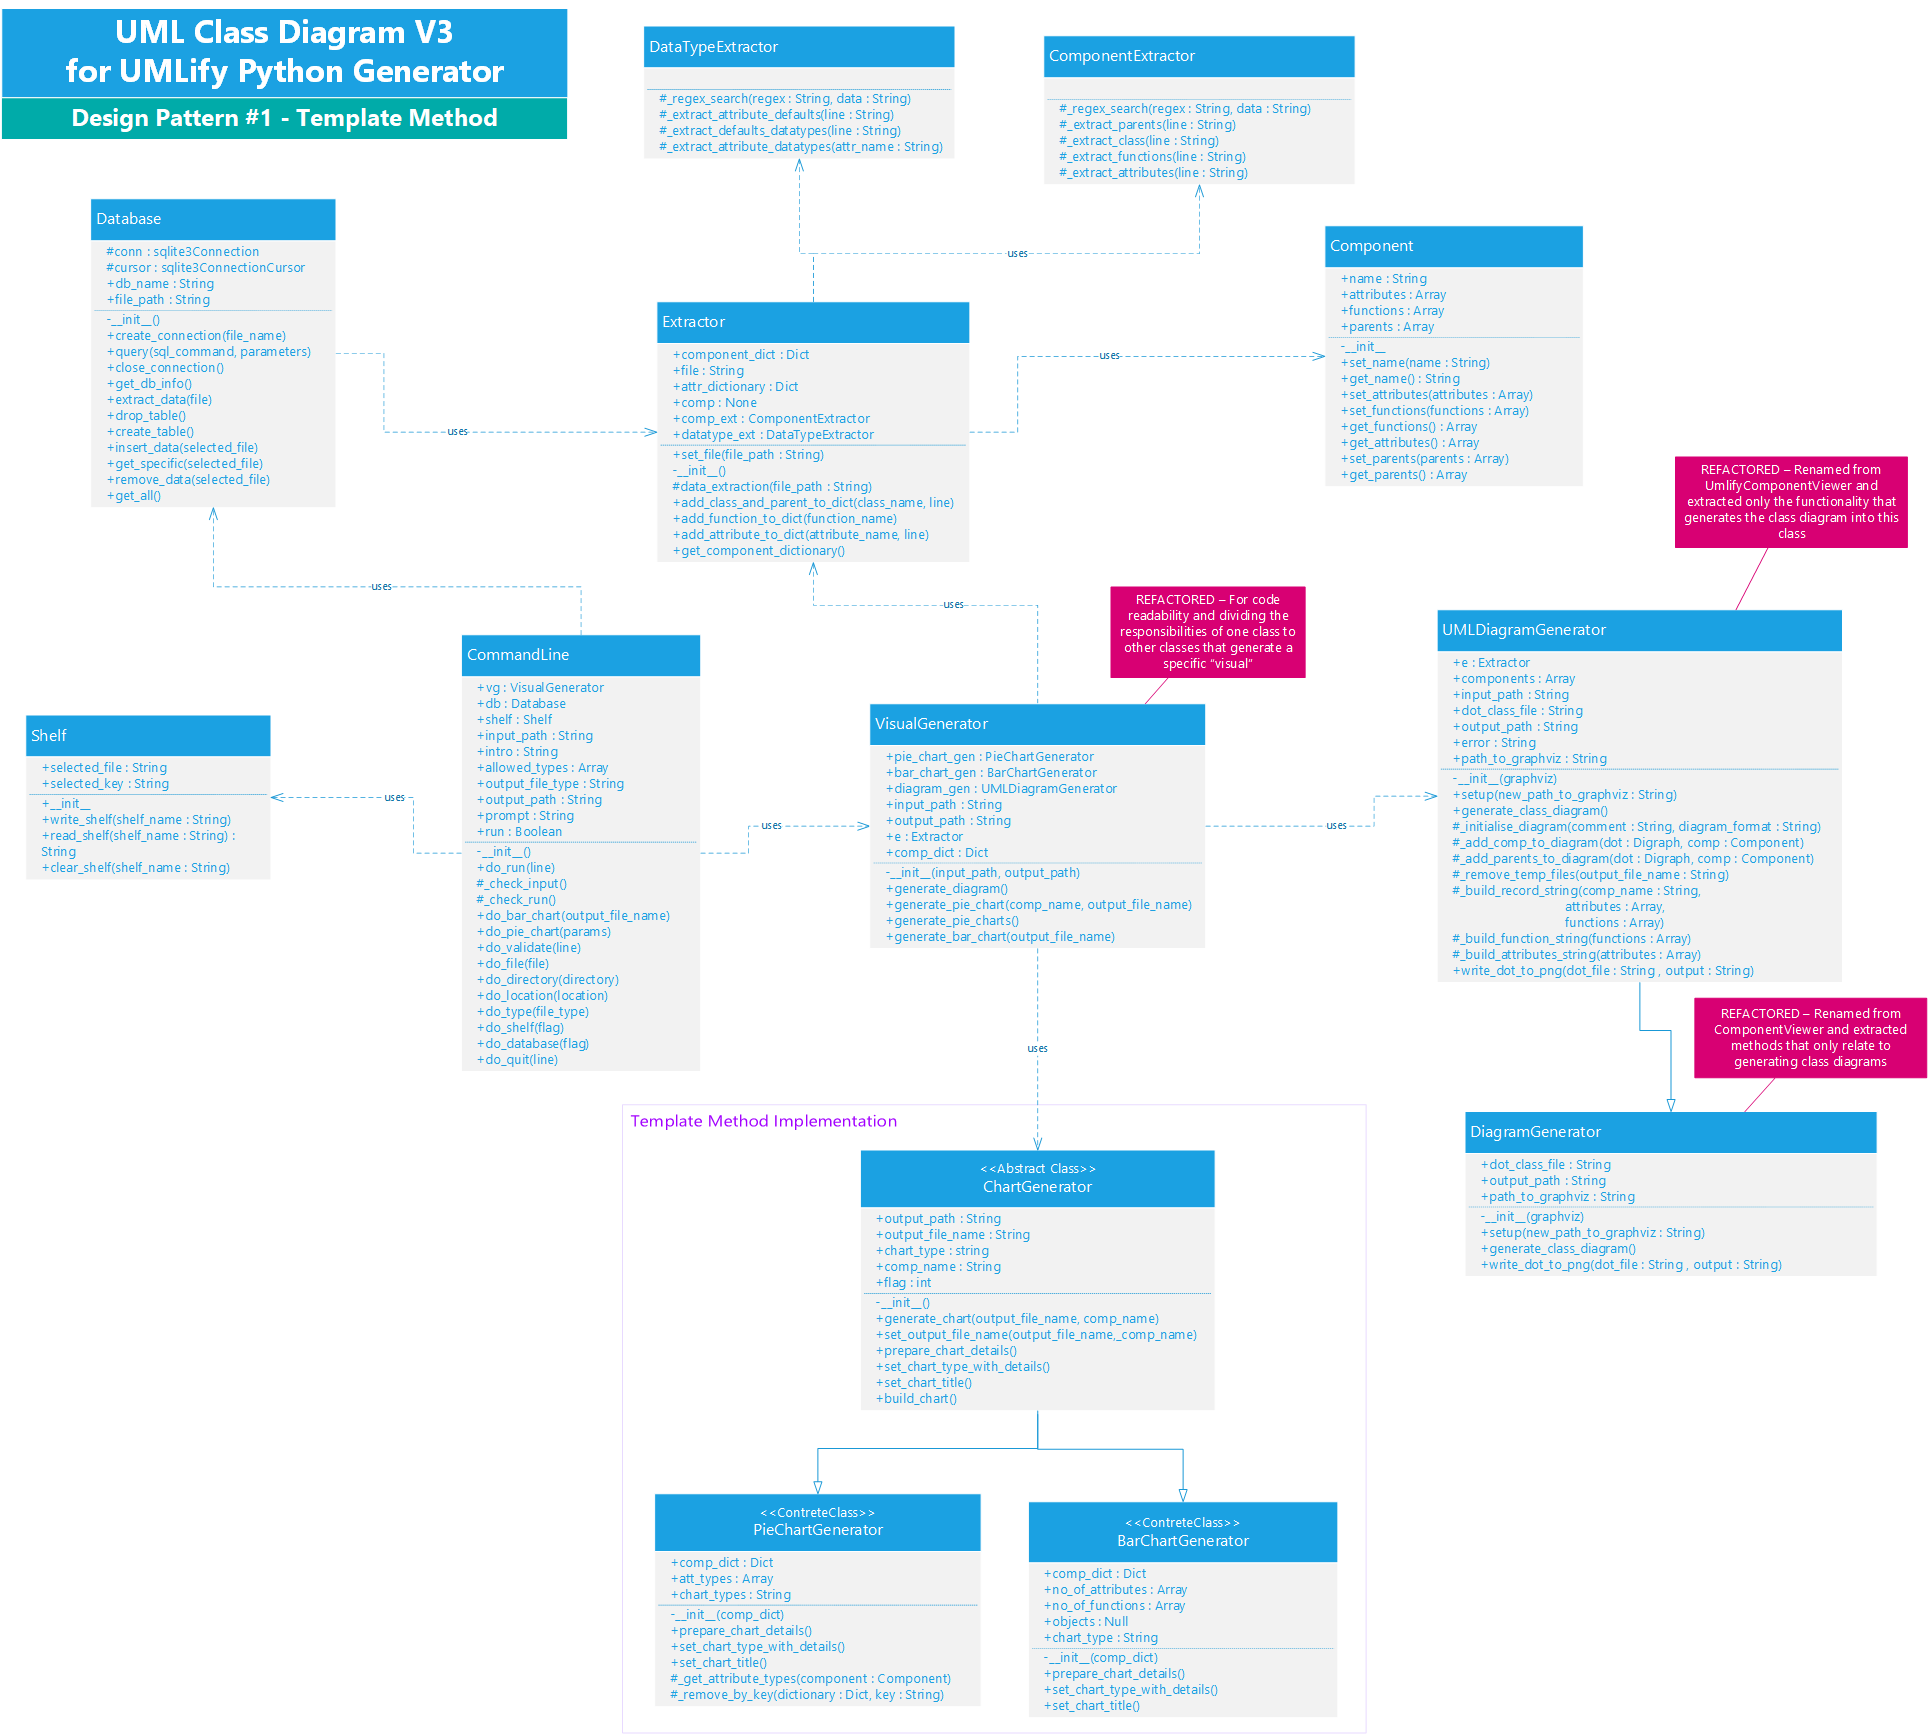 UML Class Diagram V3
for UMLify Python Generator
Design Pattern #1 - Template Method
DataTypeExtractor
#_regex_search(regex : String, data : String)
#_extract_attribute_defaults(line : String)
#_extract_defaults_datatypes(line : String)
#_extract_attribute_datatypes(attr_name : String)
ComponentExtractor
#_regex_search(regex : String, data : String)
#_extract_parents(line : String)
#_extract_class(line : String)
#_extract_functions(line : String)
#_extract_attributes(line : String)
uses
Database
#conn : sqlite3Connection
#cursor : sqlite3ConnectionCursor
+db_name : String
+file_path : String
-__init__()
+create_connection(file_name)
+query(sql_command, parameters)
+close_connection()
+get_db_info()
+extract_data(file)
+drop_table()
+create_table()
+insert_data(selected_file)
+get_specific(selected_file)
+remove_data(selected_file)
+get_all()
uses
Extractor
+component_dict : Dict
+file : String
+attr_dictionary : Dict
+comp : None
+comp_ext : ComponentExtractor
+datatype_ext : DataTypeExtractor
+set_file(file_path : String)
-__init__()
#data_extraction(file_path : String)
+add_class_and_parent_to_dict(class_name, line)
+add_function_to_dict(function_name)
+add_attribute_to_dict(attribute_name, line)
+get_component_dictionary()
uses
Component
+name : String
+attributes : Array
+functions : Array
+parents : Array
-__init__
+set_name(name : String)
+get_name() : String
+set_attributes(attributes : Array)
+set_functions(functions : Array)
+get_functions() : Array
+get_attributes() : Array
+set_parents(parents : Array)
+get_parents() : Array
REFACTORED – Renamed from
UmlifyComponentViewer and
extracted only the functionality that
generates the class diagram into this
class
uses
uses
REFACTORED – For code
readability and dividing the
responsibilities of one class to
other classes that generate a
specific “visual”
Shelf
+selected_file : String
+selected_key : String
+__init__
+write_shelf(shelf_name : String)
+read_shelf(shelf_name : String) :
String
+clear_shelf(shelf_name : String)
uses
CommandLine
+vg : VisualGenerator
+db : Database
+shelf : Shelf
+input_path : String
+intro : String
+allowed_types : Array
+output_file_type : String
+output_path : String
+prompt : String
+run : Boolean
-__init__()
+do_run(line)
#_check_input()
#_check_run()
+do_bar_chart(output_file_name)
+do_pie_chart(params)
+do_validate(line)
+do_file(file)
+do_directory(directory)
+do_location(location)
+do_type(file_type)
+do_shelf(flag)
+do_database(flag)
+do_quit(line)
uses
VisualGenerator
+pie_chart_gen : PieChartGenerator
+bar_chart_gen : BarChartGenerator
+diagram_gen : UMLDiagramGenerator
+input_path : String
+output_path : String
+e : Extractor
+comp_dict : Dict
-__init__(input_path, output_path)
+generate_diagram()
+generate_pie_chart(comp_name, output_file_name)
+generate_pie_charts()
+generate_bar_chart(output_file_name)
uses
UMLDiagramGenerator
+e : Extractor
+components : Array
+input_path : String
+dot_class_file : String
+output_path : String
+error : String
+path_to_graphviz : String
-__init__(graphviz)
+setup(new_path_to_graphviz : String)
+generate_class_diagram()
#_initialise_diagram(comment : String, diagram_format : String)
#_add_comp_to_diagram(dot : Digraph, comp : Component)
#_add_parents_to_diagram(dot : Digraph, comp : Component)
#_remove_temp_files(output_file_name : String)
#_build_record_string(comp_name : String,
attributes : Array,
functions : Array)
#_build_function_string(functions : Array)
#_build_attributes_string(attributes : Array)
+write_dot_to_png(dot_file : String , output : String)
uses
REFACTORED – Renamed from
ComponentViewer and extracted
methods that only relate to
generating class diagrams
DiagramGenerator
+dot_class_file : String
+output_path : String
+path_to_graphviz : String
-__init__(graphviz)
+setup(new_path_to_graphviz : String)
+generate_class_diagram()
+write_dot_to_png(dot_file : String , output : String)
Template Method Implementation
<<Abstract Class>>
ChartGenerator
+output_path : String
+output_file_name : String
+chart_type : string
+comp_name : String
+flag : int
-__init__()
+generate_chart(output_file_name, comp_name)
+set_output_file_name(output_file_name,_comp_name)
+prepare_chart_details()
+set_chart_type_with_details()
+set_chart_title()
+build_chart()
<<ContreteClass>>
PieChartGenerator
+comp_dict : Dict
+att_types : Array
+chart_types : String
-__init__(comp_dict)
+prepare_chart_details()
+set_chart_type_with_details()
+set_chart_title()
#_get_attribute_types(component : Component)
#_remove_by_key(dictionary : Dict, key : String)
<<ContreteClass>>
BarChartGenerator
+comp_dict : Dict
+no_of_attributes : Array
+no_of_functions : Array
+objects : Null
+chart_type : String
-__init__(comp_dict)
+prepare_chart_details()
+set_chart_type_with_details()
+set_chart_title()